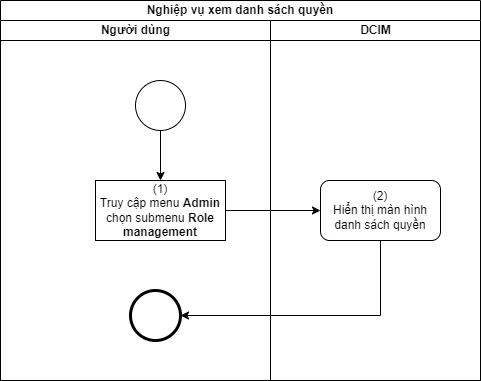 Nghiệp vụ xem danh sách quyền
Người dùng
DCIM
(1)
Truy cập menu Admin
chọn submenu Role
management
(2)
Hiển thị màn hình
danh sách quyền